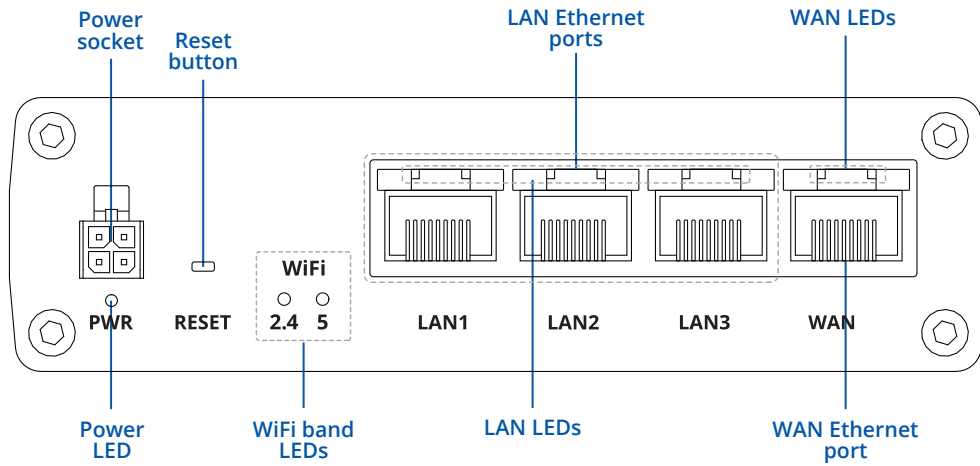 Power
socket
Reset
button
LAN Ethernet
ports
WAN LEDs
WiFi
2.4 5
PWR
RESET
LAN1
LAN2
LAN3
WAN
Power
LED
WiFi band
LEDs
LAN LEDs
WAN Ethernet
port